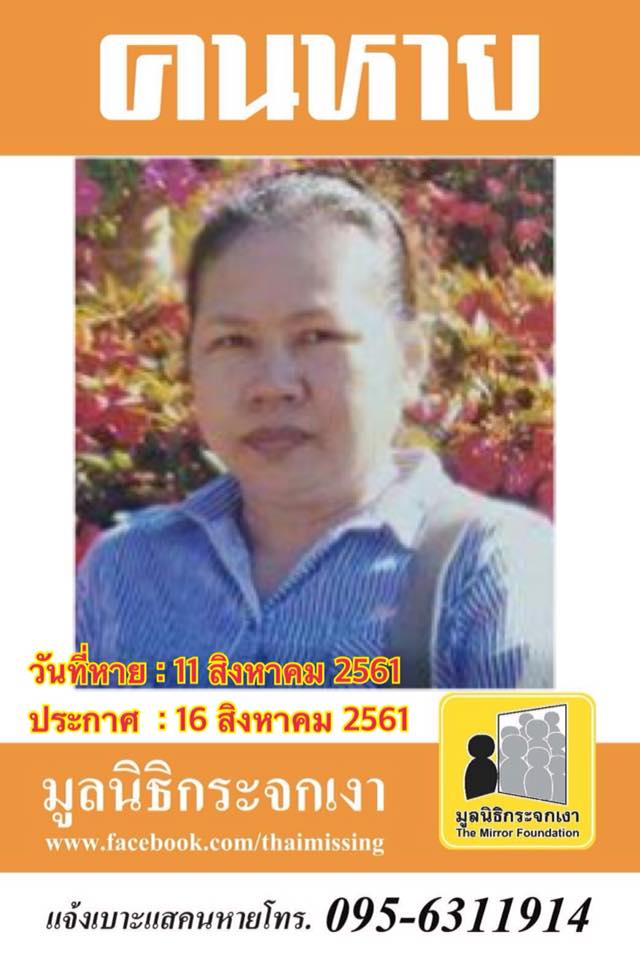 คนหาย
วันที่หาย : 11 สิงหาคม 2561
ประกาศ : 16 สิงหาคม 2561
มูลนิธิกระจกเงา
www.facebook.com/thaimissing
มูลนิธิกระจกเงา
The Mirror Foundation
แจ้งเบาะแสคนหายโทร. 095-6311914